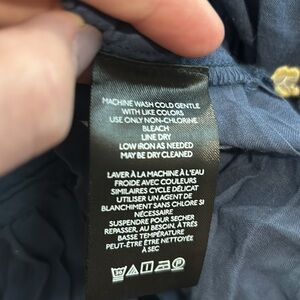 MACHINE WASH COLD GENTLE
WITH LIKE COLORS
USE ONLY NON-CHLORINE
BLEACH
LINE DRY
LOW IRON AS NEEDED
MAY BE DRY CLEANED
LAVER À LA MACHINE À L'EAU
FROIDE AVEC COULEURS
SIMILAIRES CYCLE DÉLICAT
UTILISER UN AGENT DE
BLANCHIMENT SANS CHLORE SI
NÉCESSAIRE
SUSPENDRE POUR SECHER
REPASSER, AU BESOIN, À TRÈS
BASSE TEMPÉRATURE
PEUT-ÊTRE ÊTRE NETTOYÉE
À SEC